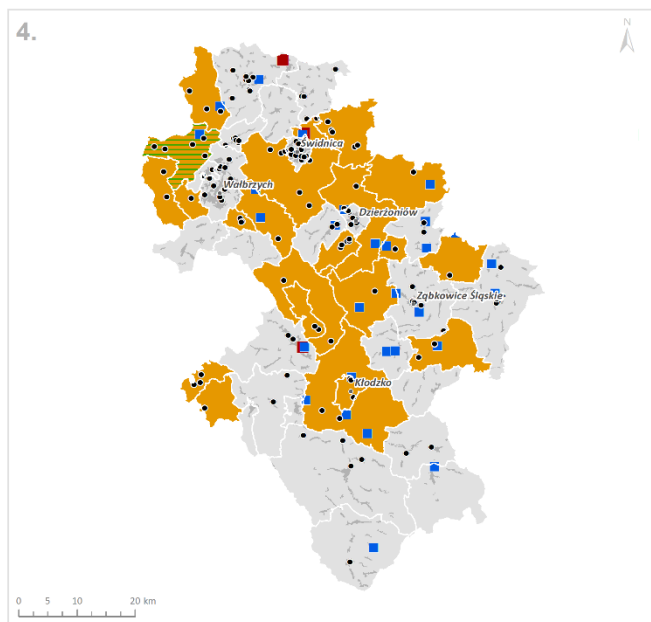 4.
N
Świdnica
Wałbrzych
Dzierżoniów
Ząbkowice Śląskie
Kłodzko
0 5 10 20 km